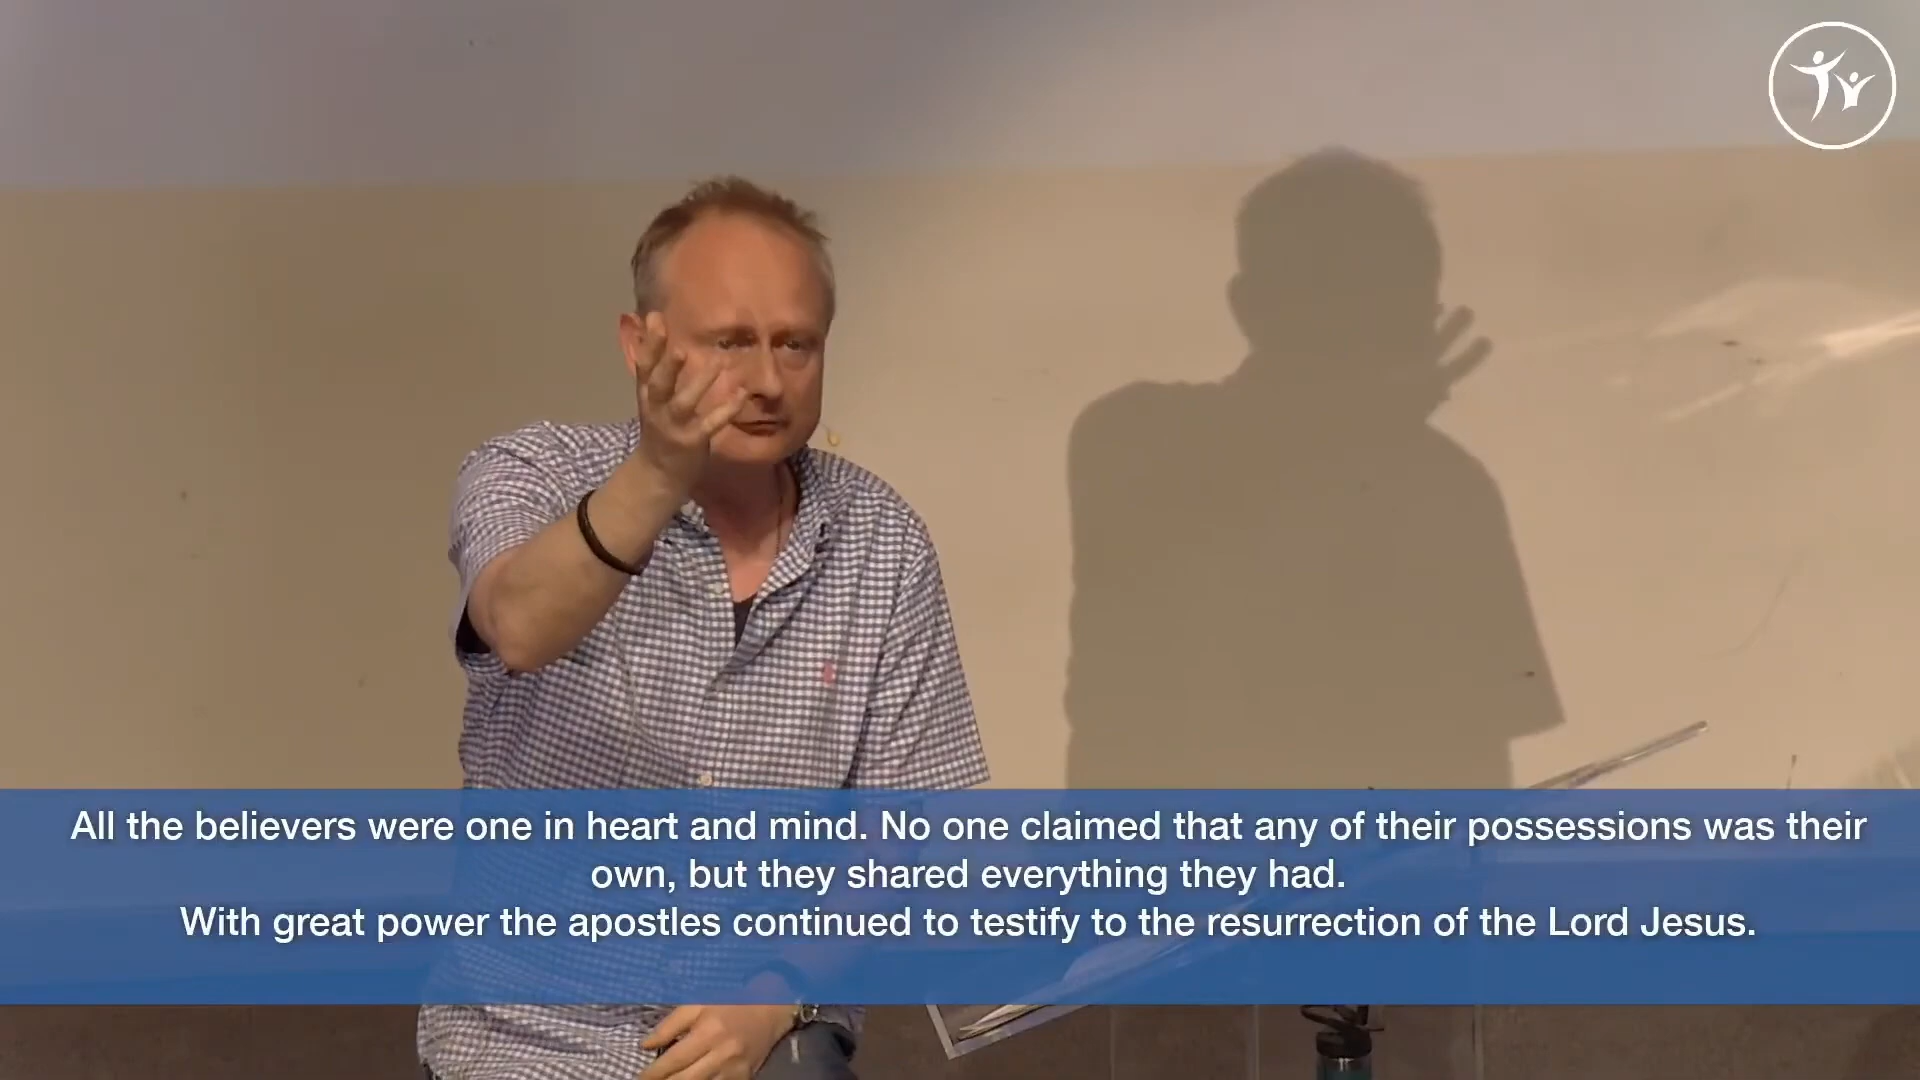 All the believers were one in heart and mind. No one claimed that any of their possessions was their
own, but they shared everything they had.
With great power the apostles continued to testify to the resurrection of the Lord Jesus.